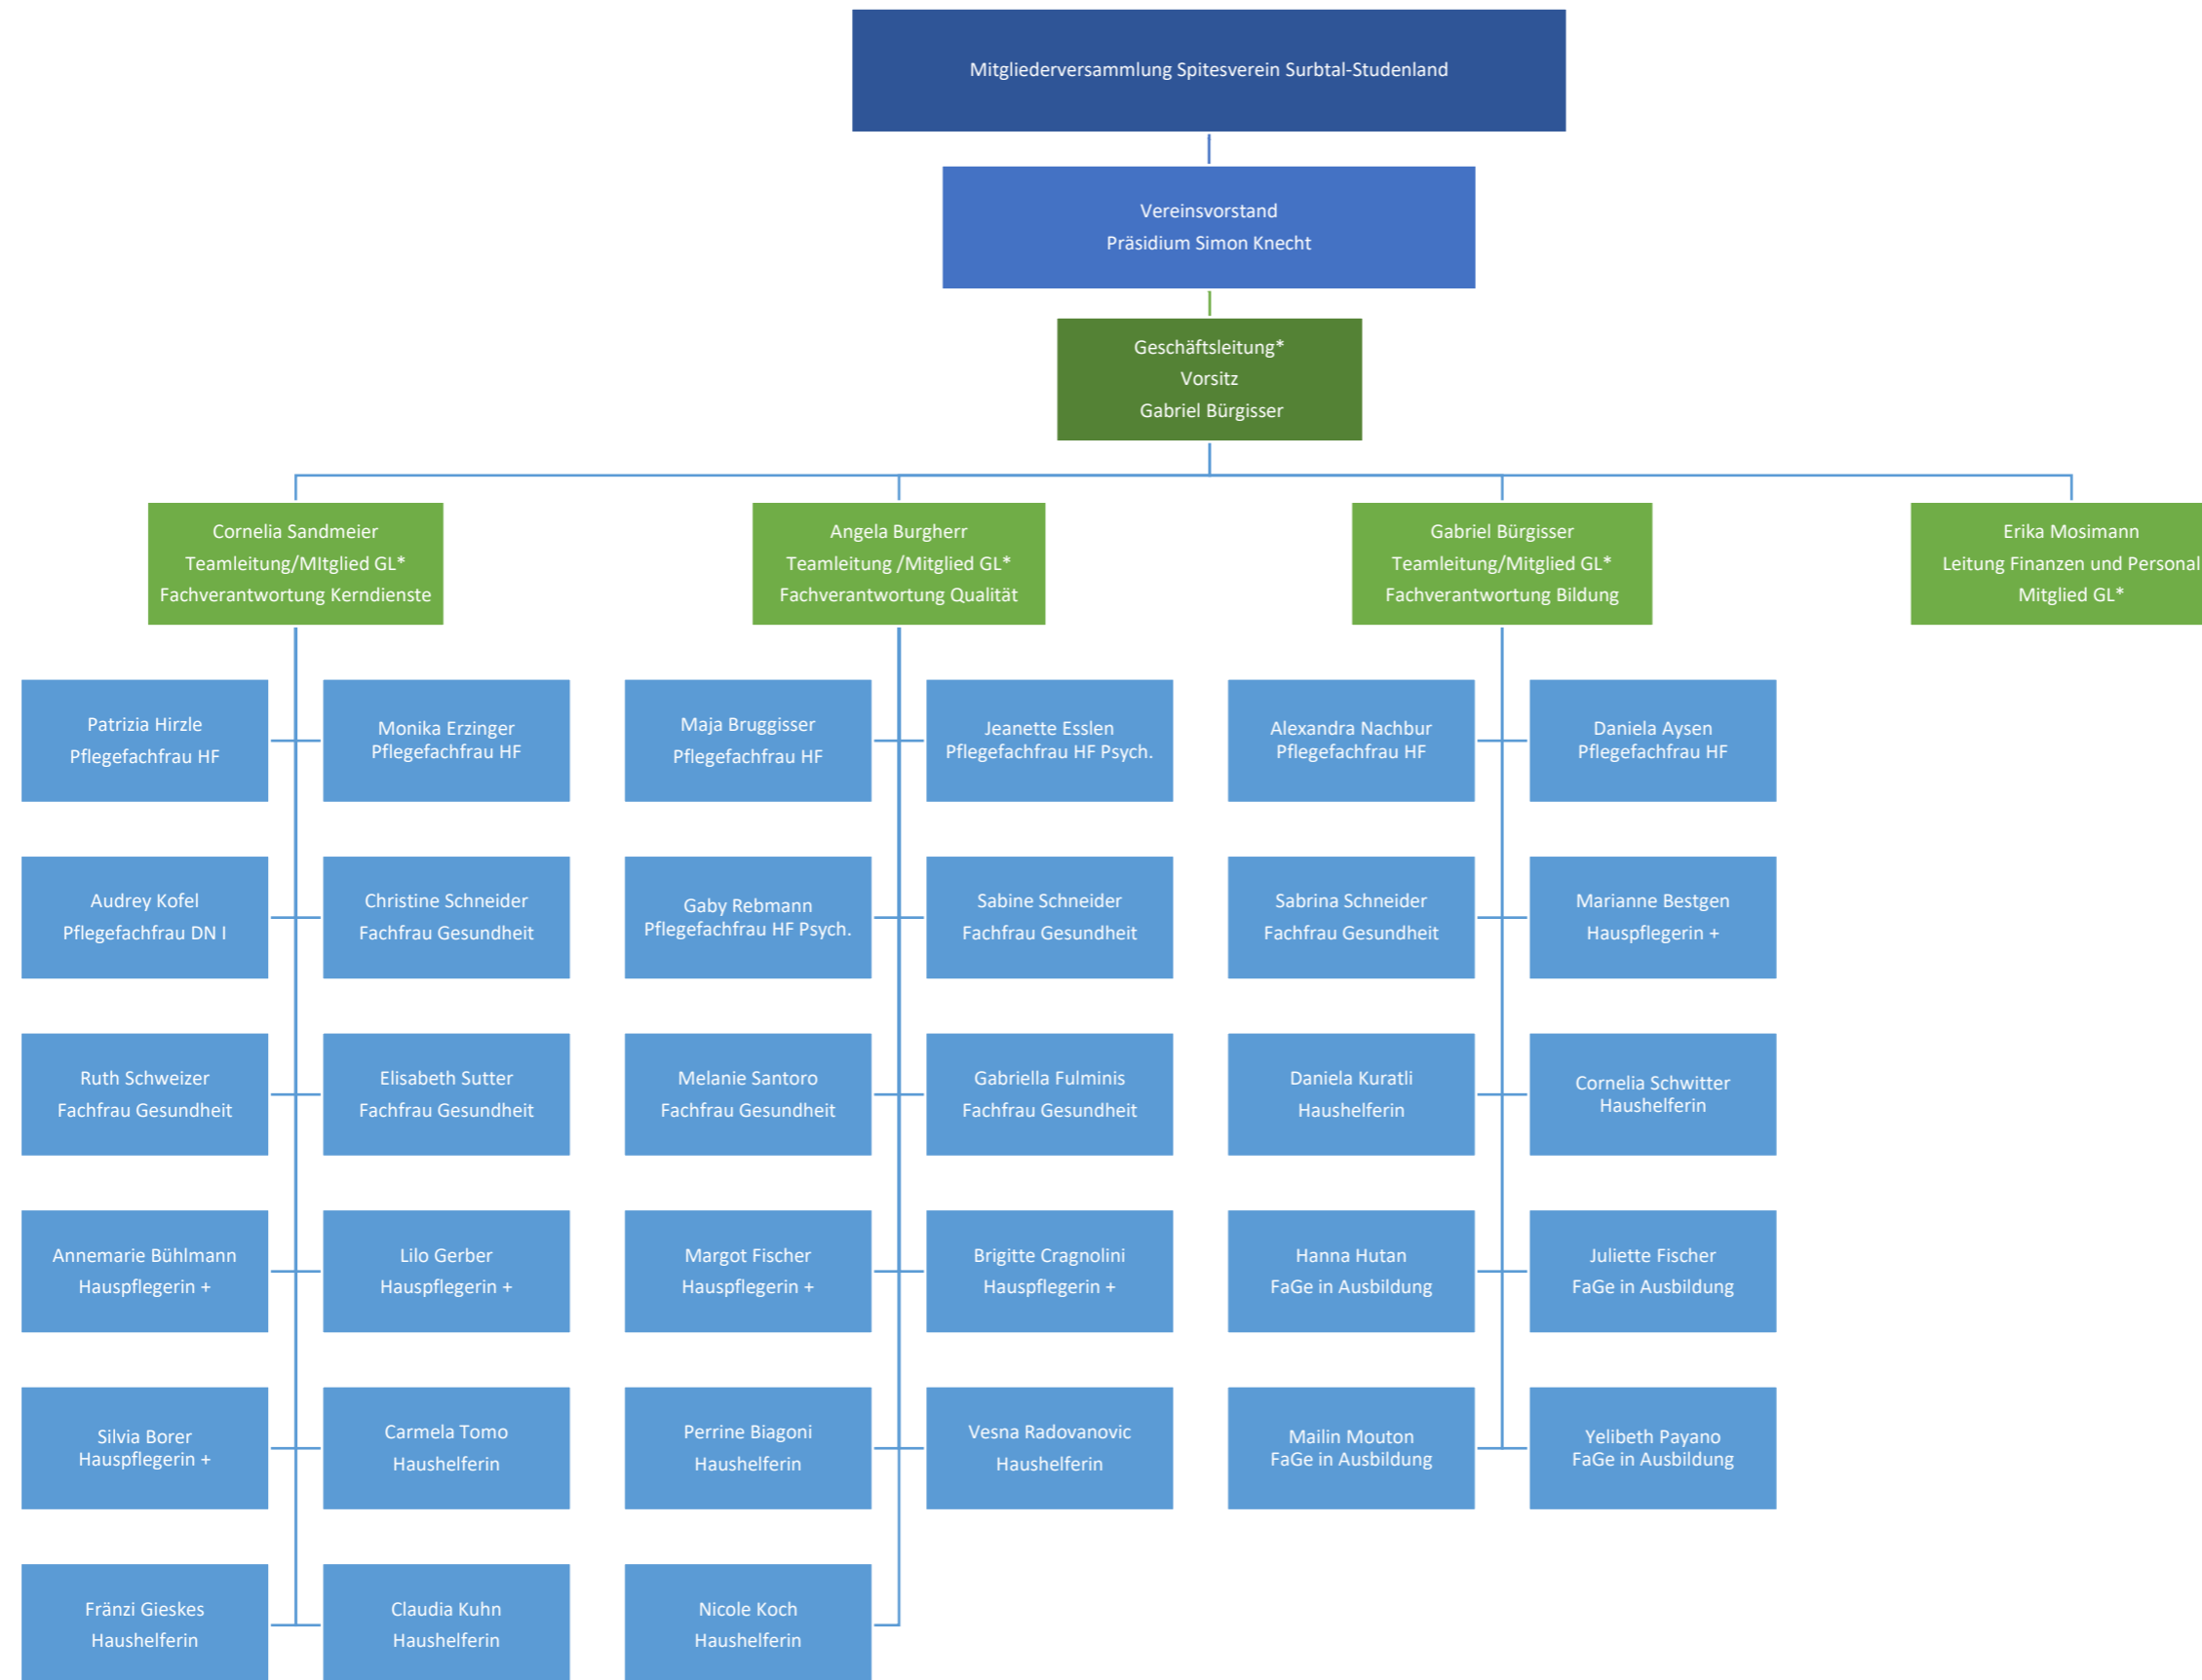 Mitgliederversammlung Spitesverein Surbtal-Studenland
Vereinsvorstand
Präsidium Simon Knecht
Geschäftsleitung*
Vorsitz
Gabriel Bürgisser
Cornelia Sandmeier
Teamleitung/MItglied GL*
Fachverantwortung Kerndienste
Angela Burgherr
Teamleitung /Mitglied GL*
Fachverantwortung Qualität
Gabriel Bürgisser
Teamleitung/Mitglied GL*
Fachverantwortung Bildung
Erika Mosimann
Leitung Finanzen und Personal
Mitglied GL*
Patrizia Hirzle
Pflegefachfrau HF
Monika Erzinger
Pflegefachfrau HF
Maja Bruggisser
Pflegefachfrau HF
Jeanette Esslen
Pflegefachfrau HF Psych.
Alexandra Nachbur
Pflegefachfrau HF
Daniela Aysen
Pflegefachfrau HF
Audrey Kofel
Pflegefachfrau DN I
Christine Schneider
Fachfrau Gesundheit
Gaby Rebmann
Pflegefachfrau HF Psych.
Sabine Schneider
Fachfrau Gesundheit
Sabrina Schneider
Fachfrau Gesundheit
Marianne Bestgen
Hauspflegerin +
Ruth Schweizer
Fachfrau Gesundheit
Elisabeth Sutter
Fachfrau Gesundheit
Melanie Santoro
Fachfrau Gesundheit
Gabriella Fulminis
Fachfrau Gesundheit
Daniela Kuratli
Haushelferin
Cornelia Schwitter
Haushelferin
Annemarie Bühlmann
Hauspflegerin +
Lilo Gerber
Hauspflegerin +
Margot Fischer
Hauspflegerin +
Brigitte Cragnolini
Hauspflegerin +
Hanna Hutan
FaGe in Ausbildung
Juliette Fischer
FaGe in Ausbildung
Silvia Borer
Hauspflegerin +
Carmela Tomo
Haushelferin
Perrine Biagoni
Haushelferin
Vesna Radovanovic
Haushelferin
Mailin Mouton
FaGe in Ausbildung
Yelibeth Payano
FaGe in Ausbildung
Fränzi Gieskes
Haushelferin
Claudia Kuhn
Haushelferin
Nicole Koch
Haushelferin